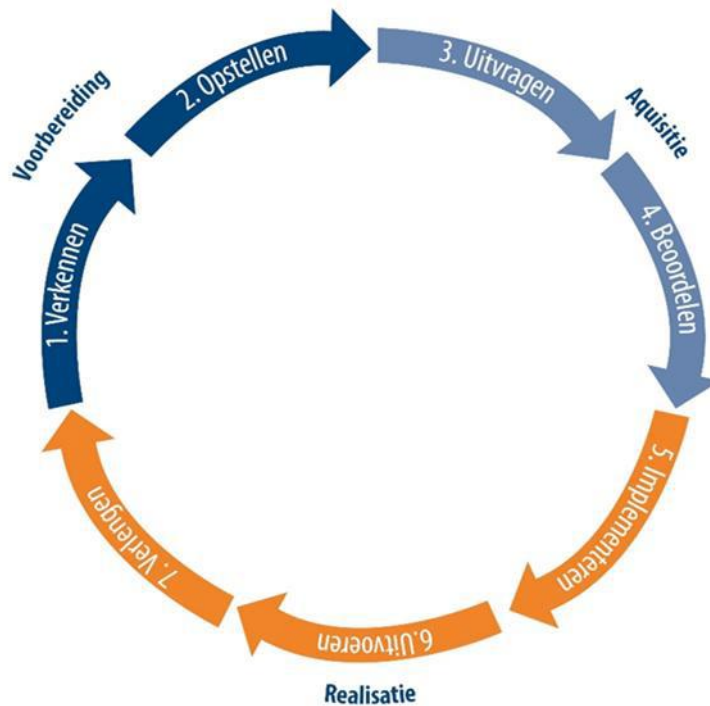 Voorbereiding
1. Verkennen
2. Opstellen
Aquisitie
3. Uitvragen
4. Beoordelen
Realisatie
5. Implementeren
6.Uitvoeren
7. Verlengen